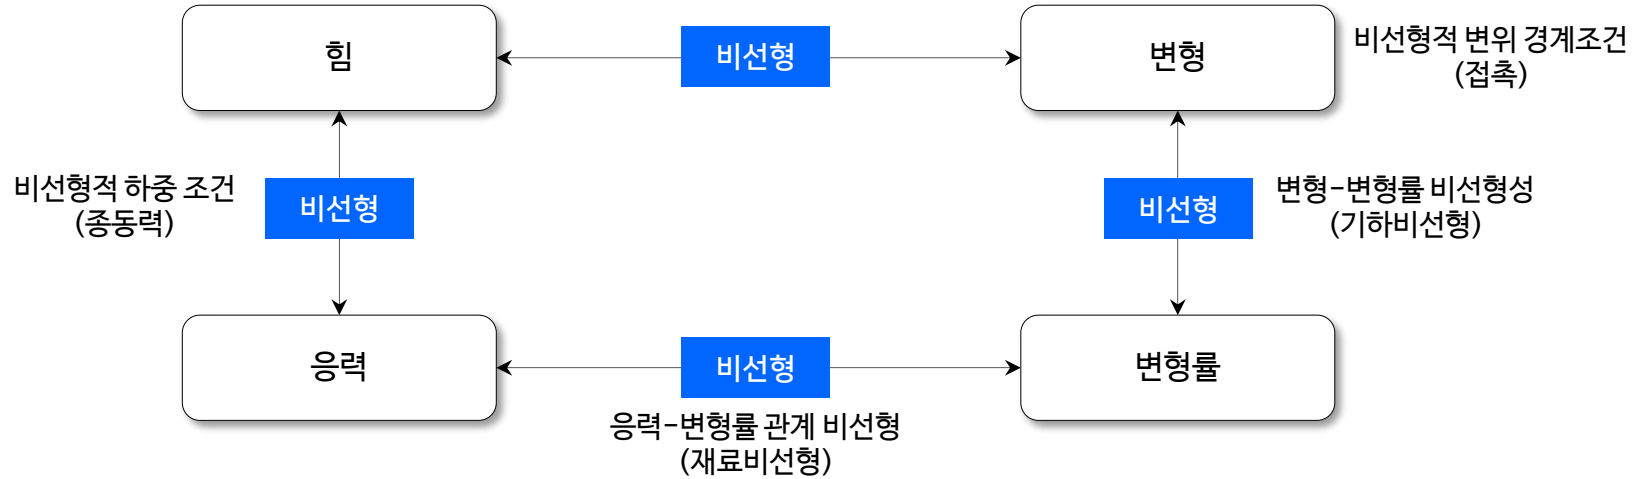 힘
비선형
변형
비선형적 변위 경계조건
(접촉)
비선형적 하중 조건
(종동력)
비선형
비선형
변형-변형률 비선형성
(기하비선형)
응력
비선형
변형률
응력-변형률 관계 비선형
(재료비선형)